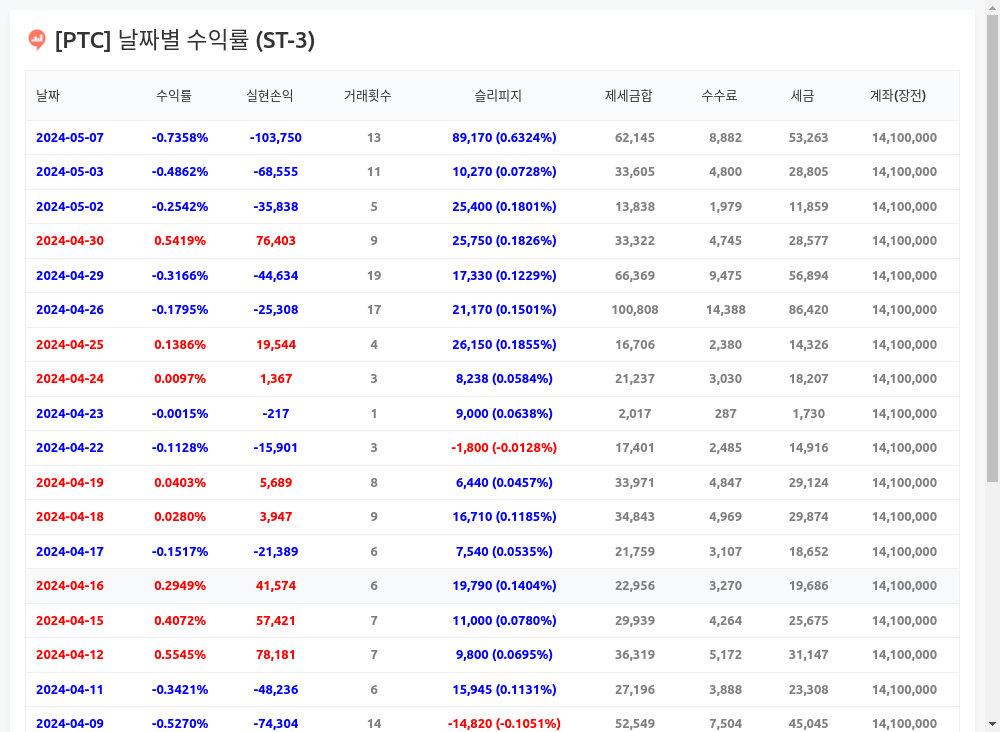 [PTC] 날짜별 수익률 (ST-3)
날짜 수익률 실현손익 거래횟수 슬리피지 제세금합 수수료 세금 계좌(장전)
2024-05-07 -0.7358% -103,750 13 89,170 (0.6324%) 62,145 8,882 53,263 14,100,000
2024-05-03 -0.4862% -68,555 11 10,270 (0.0728%) 33,605 4,800 28,805 14,100,000
2024-05-02 -0.2542% -35,838 5 25,400 (0.1801%) 13,838 1,979 11,859 14,100,000
2024-04-30 0.5419% 76,403 9 25,750 (0.1826%) 33,322 4,745 28,577 14,100,000
2024-04-29 -0.3166% -44,634 19 17,330 (0.1229%) 66,369 9,475 56,894 14,100,000
2024-04-26 -0.1795% -25,308 17 21,170 (0.1501%) 100,808 14,388 86,420 14,100,000
2024-04-25 0.1386% 19,544 4 26,150 (0.1855%) 16,706 2,380 14,326 14,100,000
2024-04-24 0.0097% 1,367 3 8,238 (0.0584%) 21,237 3,030 18,207 14,100,000
2024-04-23 -0.0015% -217 1 9,000 (0.0638%) 2,017 287 1,730 14,100,000
2024-04-22 -0.1128% -15,901 3 -1,800 (-0.0128%) 17,401 2,485 14,916 14,100,000
2024-04-19 0.0403% 5,689 8 6,440 (0.0457%) 33,971 4,847 29,124 14,100,000
2024-04-18 0.0280% 3,947 9 16,710 (0.1185%) 34,843 4,969 29,874 14,100,000
2024-04-17 -0.1517% -21,389 6 7,540 (0.0535%) 21,759 3,107 18,652 14,100,000
2024-04-16 0.2949% 41,574 6 19,790 (0.1404%) 22,956 3,270 19,686 14,100,000
2024-04-15 0.4072% 57,421 7 11,000 (0.0780%) 29,939 4,264 25,675 14,100,000
2024-04-12 0.5545% 78,181 7 9,800 (0.0695%) 36,319 5,172 31,147 14,100,000
2024-04-11 -0.3421% -48,236 6 15,945 (0.1131%) 27,196 3,888 23,308 14,100,000
2024-04-09 -0.5270% -74,304 14 -14,820 (-0.1051%) 52,549 7,504 45,045 14,100,000